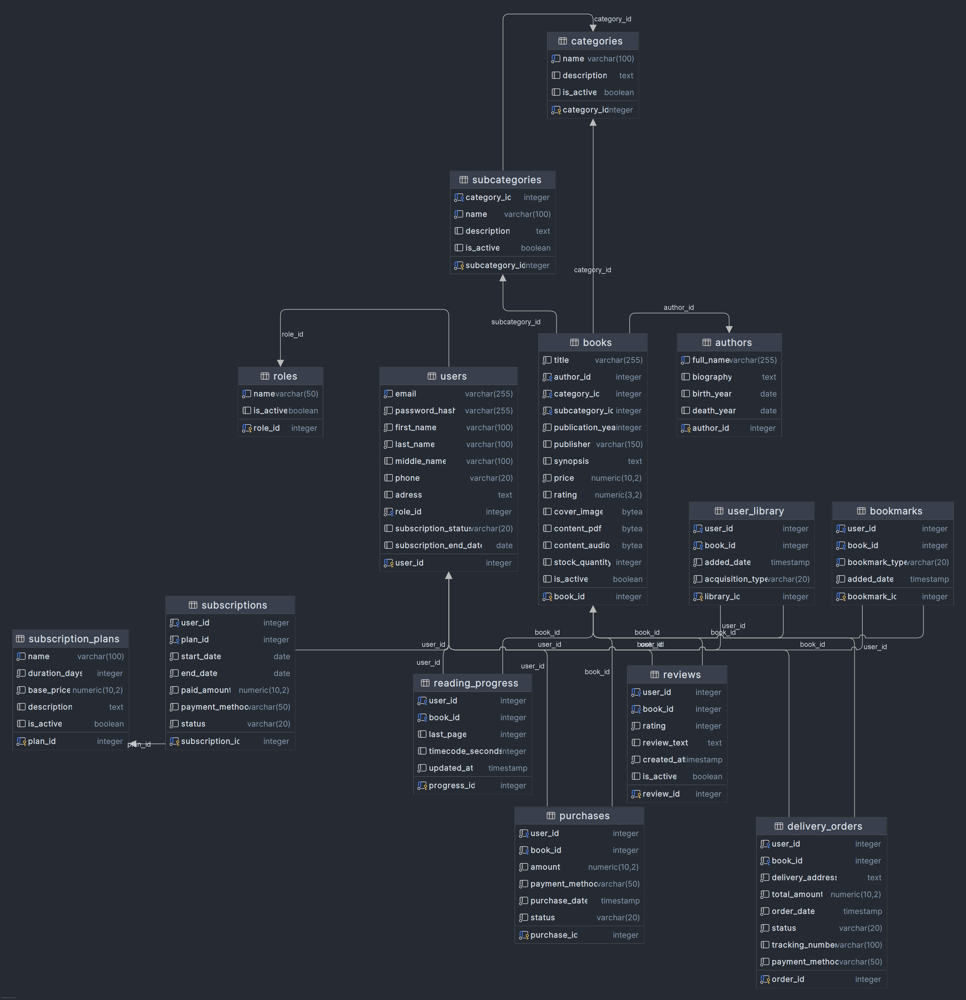 category_id
categories
name varchar(100)
description text
is_active boolean
category_id integer
subcategories
category_id integer
name varchar(100)
description text
is_active boolean
subcategory_id integer
category_id
subcategory_id
author_id
role_id
roles
name varchar(50)
is_active boolean
role_id integer
users
email varchar(255)
password_hash varchar(255)
first_name varchar(100)
last_name varchar(100)
middle_name varchar(100)
phone varchar(20)
adress text
role_id integer
subscription_status varchar(20)
subscription_end_date date
user_id integer
books
title varchar(255)
author_id integer
category_id integer
subcategory_id integer
publication_yea integer
publisher varchar(150)
synopsis text
price numeric(10,2)
rating numeric(3,2)
cover_image bytea
content_pdf bytea
content_audio bytea
stock_quantity integer
is_active boolean
book_id integer
authors
full_name varchar(255)
biography text
birth_year date
death_year date
author_id integer
user_library
user_id integer
book_id integer
added_date timestamp
acquisition_type varchar(20)
library_id integer
bookmarks
user_id integer
book_id integer
bookmark_type varchar(20)
added_date timestamp
bookmark_id integer
subscription_plans
name varchar(100)
duration_days integer
base_price numeric(10,2)
description text
is_active boolean
plan_id integer
plan_id
subscriptions
user_id integer
plan_id integer
start_date date
end_date date
paid_amount numeric(10,2)
payment_method varchar(50)
status varchar(20)
subscription_id integer
user_id
book_id
book_id
book_id
user_id
user_id
book_id
user_id
book_id
user_id
user_id
user_id
book_id
reading_progress
user_id integer
book_id integer
last_page integer
timecode_seconds integer
updated_at timestamp
progress_id integer
reviews
user_id integer
book_id integer
rating integer
review_text text
created_at timestamp
is_active boolean
review_id integer
purchases
user_id integer
book_id integer
amount numeric(10,2)
payment_method varchar(50)
purchase_date timestamp
status varchar(20)
purchase_id integer
delivery_orders
user_id integer
book_id integer
delivery_address text
total_amount numeric(10,2)
order_date timestamp
status varchar(20)
tracking_number varchar(100)
payment_method varchar(50)
order_id integer